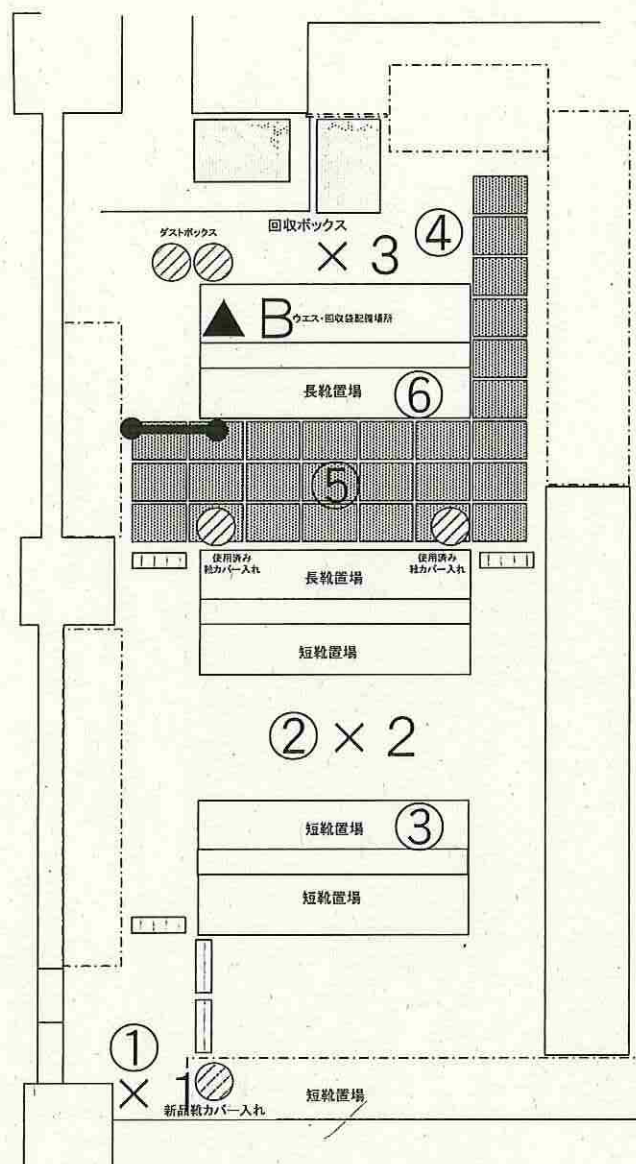 ダストボックス
回収ボックス
④
× 3
▲ B ウエス・回収袋配備場所
長靴置場 ⑥
⑤
使用済み
靴カバー入れ
使用済み
靴カバー入れ
長靴置場
短靴置場
② × 2
短靴置場 ③
短靴置場
①
× 1
新品靴カバー入れ
短靴置場